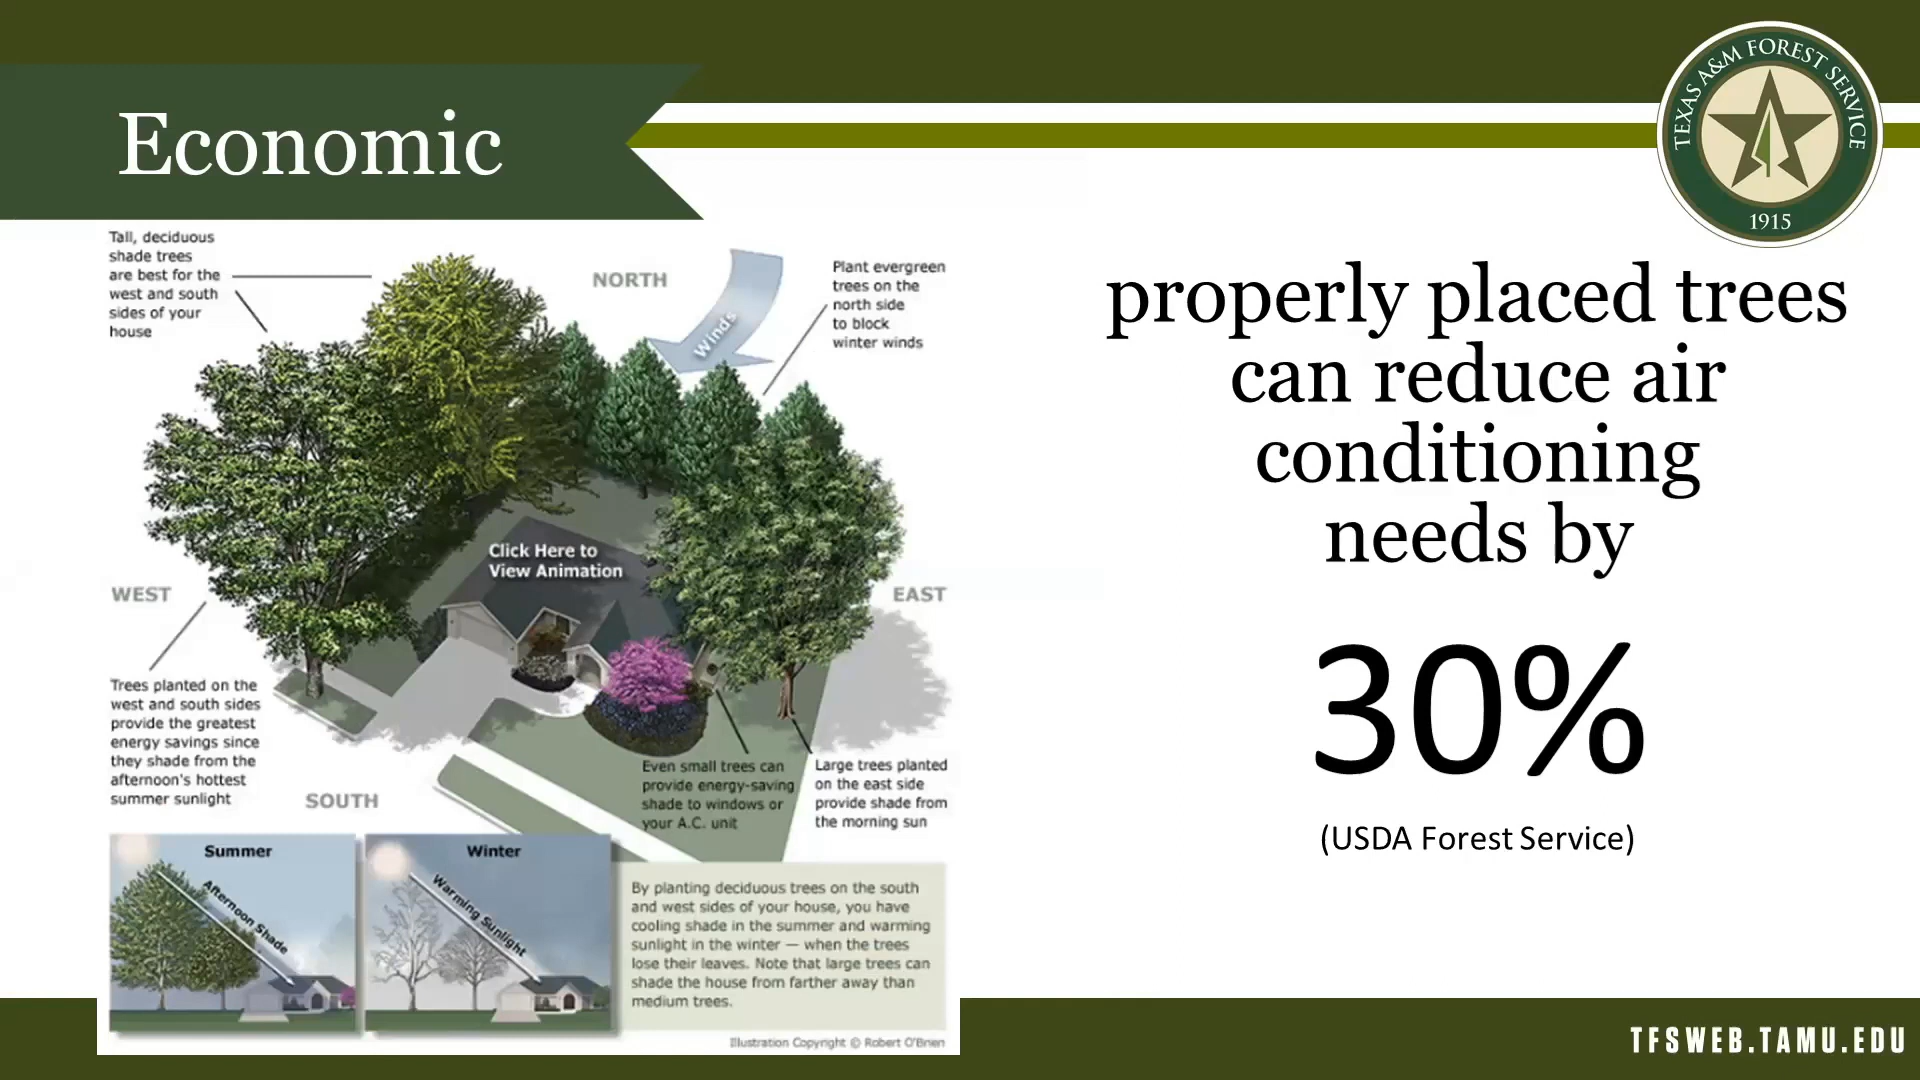 Economic
TEXAS A&M FOREST SERVICE
1915
Tall, deciduous
shade trees
are best for the
west and south
sides of your
house
NORTH
Winds
Plant evergreen
trees on the
north side
to block
winter winds
Click Here to
View Animation
WEST
EAST
Trees planted on the
west and south sides
provide the greatest
energy savings since
they shade from the
afternoon's hottest
summer sunlight
SOUTH
Even small trees can
provide energy-saving
shade to windows or
your A.C. unit
Large trees planted
on the east side
provide shade from
the morning sun
Summer
Afternoon Shade
Winter
Warming Sunlight
By planting deciduous trees on the south
and west sides of your house, you have
cooling shade in the summer and warming
sunlight in the winter — when the trees
lose their leaves. Note that large trees can
shade the house from farther away than
medium trees.
Illustration Copyright © Robert O'Brien
properly placed trees
can reduce air
conditioning
needs by
30%
(USDA Forest Service)
TFSWEB.TAMU.EDU